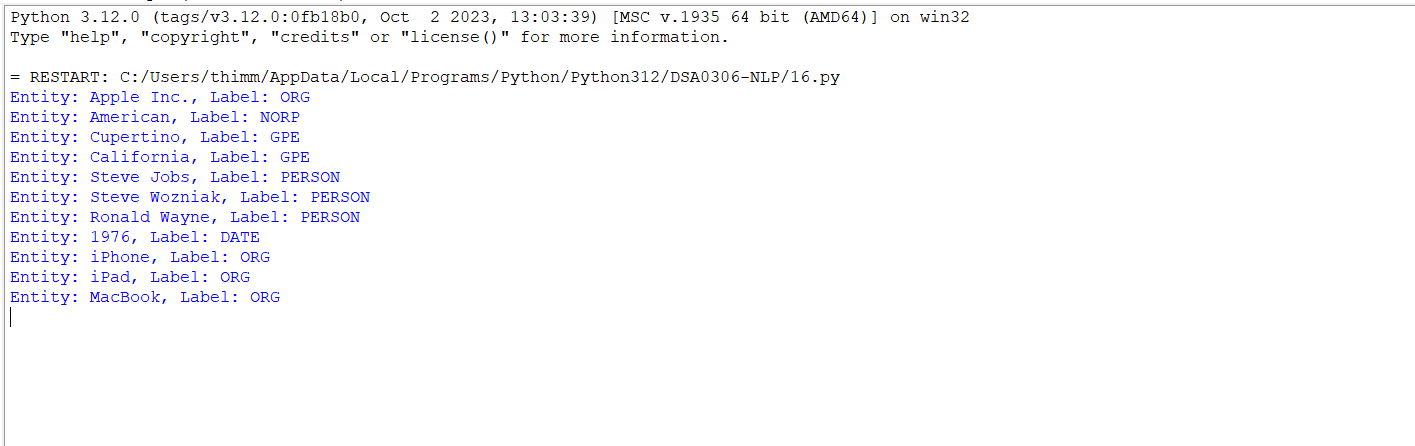 Python 3.12.0 (tags/v3.12.0:0fb18b0, Oct  2 2023, 13:03:39) [MSC v.1935 64 bit (AMD64)] on win32
Type "help", "copyright", "credits" or "license()" for more information.
= RESTART: C:/Users/thimm/AppData/Local/Programs/Python/Python312/DSA0306-NLP/16.py
Entity: Apple Inc., Label: ORG
Entity: American, Label: NORP
Entity: Cupertino, Label: GPE
Entity: California, Label: GPE
Entity: Steve Jobs, Label: PERSON
Entity: Steve Wozniak, Label: PERSON
Entity: Ronald Wayne, Label: PERSON
Entity: 1976, Label: DATE
Entity: iPhone, Label: ORG
Entity: iPad, Label: ORG
Entity: MacBook, Label: ORG